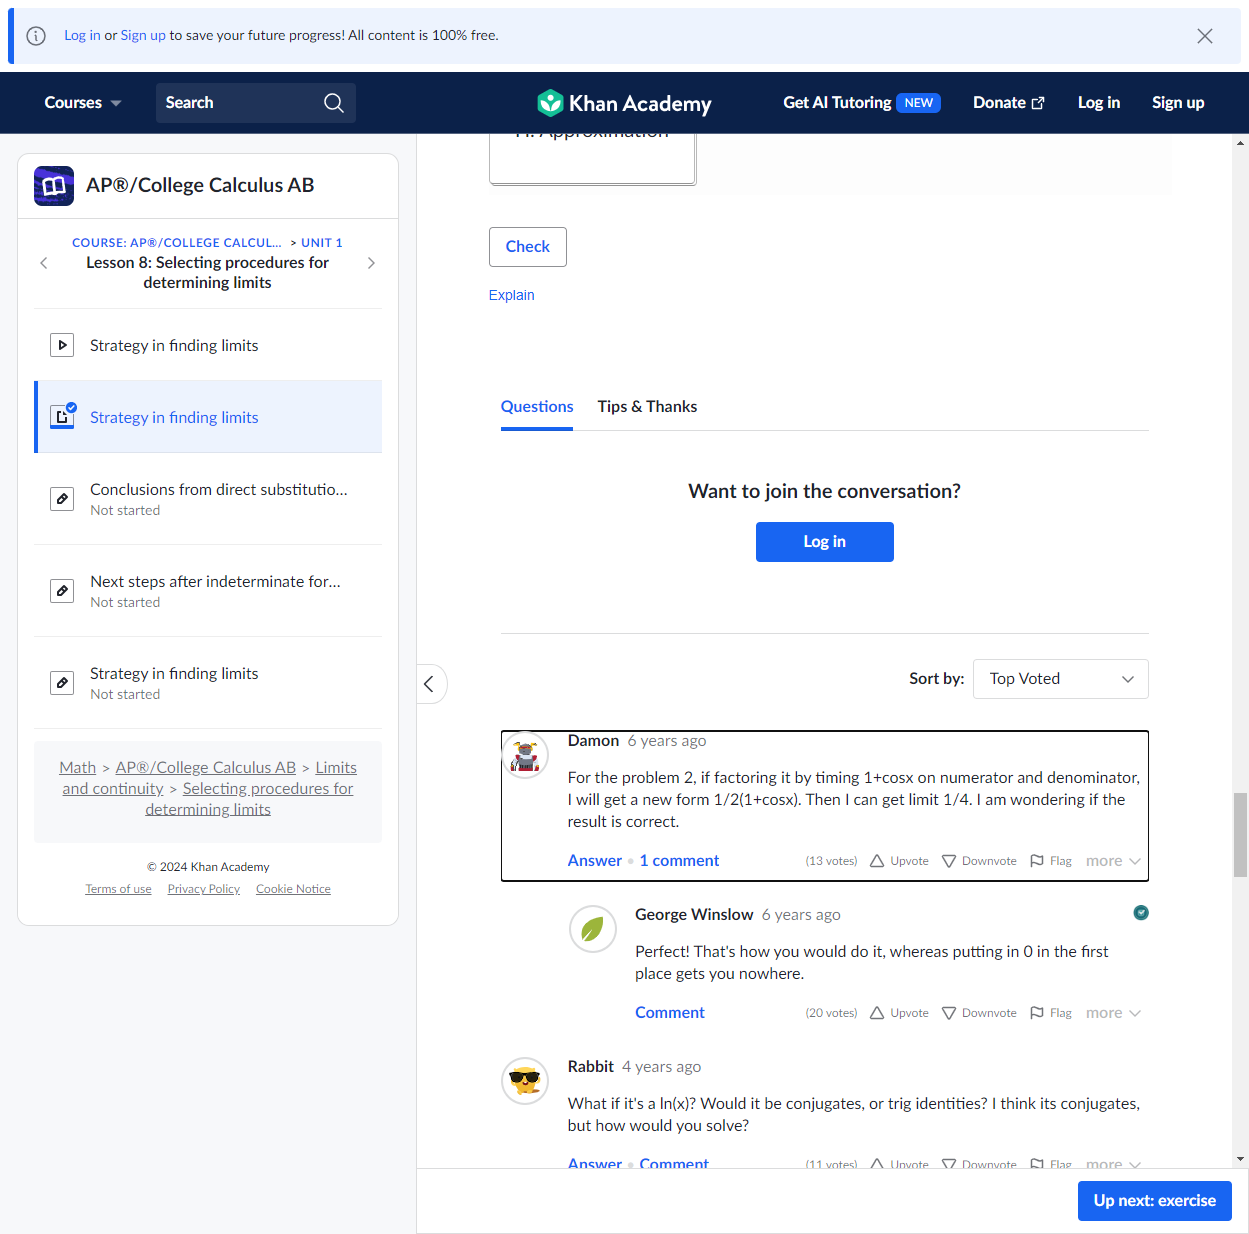 Log in or Sign up to save your future progress! All content is 100% free.
Courses
Search
Khan Academy
Get AI Tutoring NEW
Donate
Log in
Sign up
AP®/College Calculus AB
COURSE: AP®/COLLEGE CALCUL... > UNIT 1
Lesson 8: Selecting procedures for
determining limits
Strategy in finding limits
Strategy in finding limits
Conclusions from direct substitutio...
Not started
Next steps after indeterminate for...
Not started
Strategy in finding limits
Not started
Math > AP®/College Calculus AB > Limits
and continuity > Selecting procedures for
determining limits
© 2024 Khan Academy
Terms of use Privacy Policy Cookie Notice
H. Approximation
Check
Explain
Questions
Tips & Thanks
Want to join the conversation?
Log in
Sort by:
Top Voted
Damon 6 years ago
For the problem 2, if factoring it by timing 1+cosx on numerator and denominator,
I will get a new form 1/2(1+cosx). Then I can get limit 1/4. I am wondering if the
result is correct.
Answer • 1 comment (13 votes) Upvote Downvote Flag more
George Winslow 6 years ago
Perfect! That's how you would do it, whereas putting in 0 in the first
place gets you nowhere.
Comment (20 votes) Upvote Downvote Flag more
Rabbit 4 years ago
What if it's a ln(x)? Would it be conjugates, or trig identities? I think its conjugates,
but how would you solve?
Answer • Comment (11 votes) Upvote Downvote Flag more
Up next: exercise